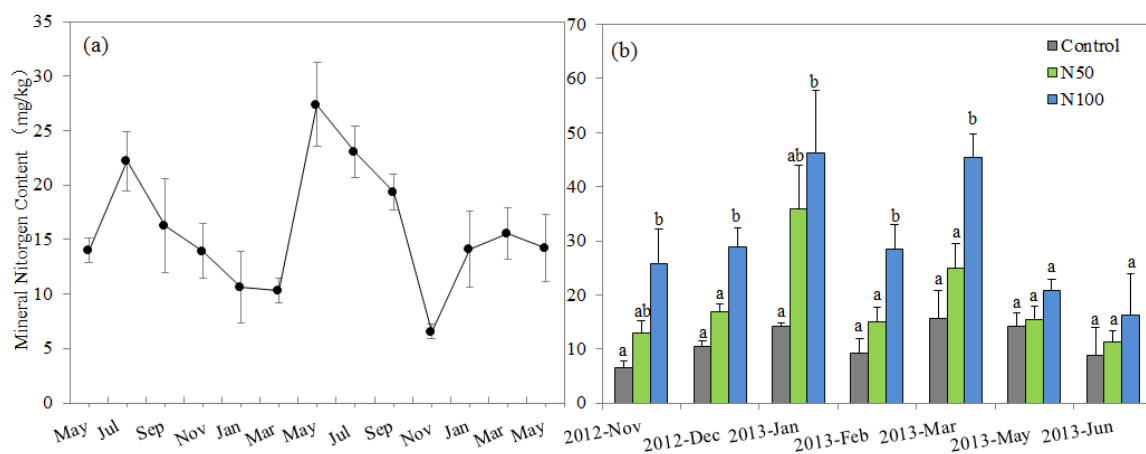 (a)
Mineral Nitorgen Content (mg/kg)
35
30
25
20
15
10
5
0
May Jul Sep Nov Jan Mar May Jul Sep Nov Jan Mar May
(b)
Control
N50
N100
70
60
50
40
30
20
10
0
a ab b
a a b
a ab b
a a b
a a b
a a a
a a a
2012-Nov 2012-Dec 2013-Jan 2013-Feb 2013-Mar 2013-May 2013-Jun